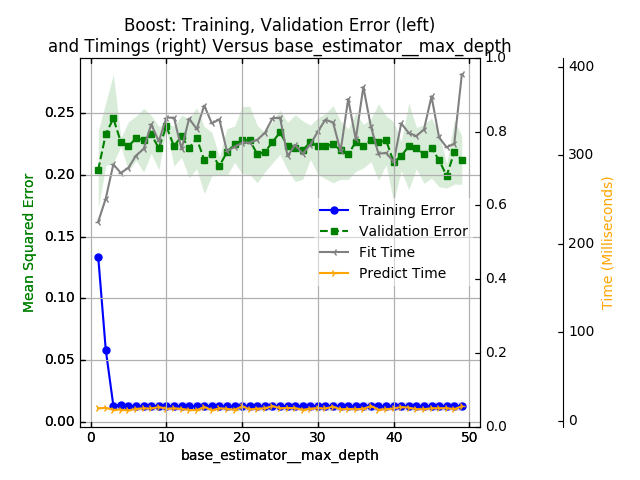 Boost: Training, Validation Error (left)
and Timings (right) Versus base_estimator__max_depth
Mean Squared Error
0.25
0.20
0.15
0.10
0.05
0.00
0 10 20 30 40 50
base_estimator__max_depth
1.0
0.8
0.6
0.4
0.2
0.0
400
300
200
100
0
Time (Milliseconds)
Training Error
Validation Error
Fit Time
Predict Time